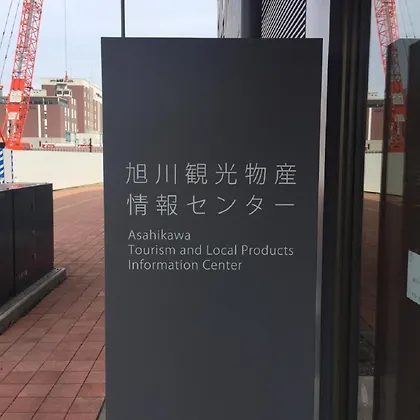 旭川観光物産
情報センター
Asahikawa
Tourism and Local Products
Information Center